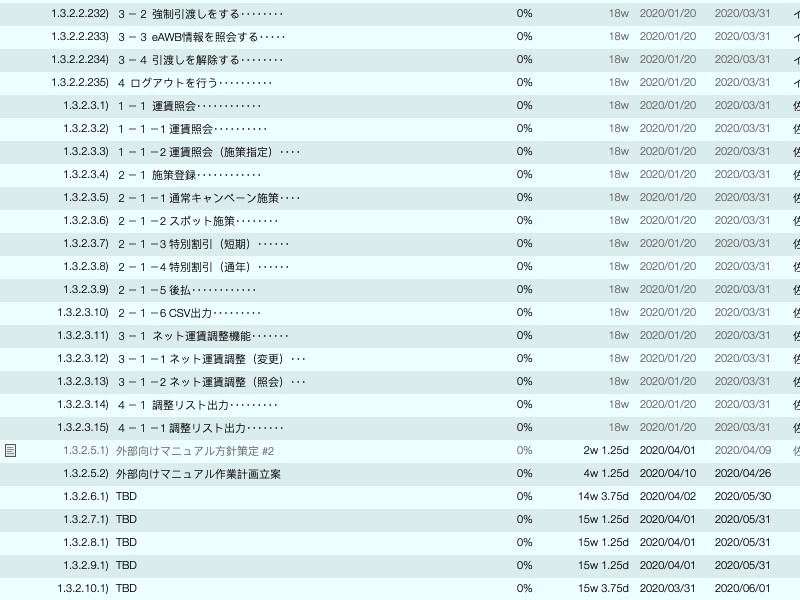 1.3.2.2.232) ３－２ 強制引渡しをする‥‥‥‥ 0% 18w 2020/01/20 2020/03/31 イ
1.3.2.2.233) ３－３ eAWB情報を照会する‥‥・ 0% 18w 2020/01/20 2020/03/31 イ
1.3.2.2.234) ３－４ 引渡しを解除する‥‥‥‥ 0% 18w 2020/01/20 2020/03/31 イ
1.3.2.2.235) ４ ログアウトを行う‥‥‥‥‥ 0% 18w 2020/01/20 2020/03/31 イ
1.3.2.3.1) １－１ 運賃照会‥‥‥‥‥‥ 0% 18w 2020/01/20 2020/03/31 佐
1.3.2.3.2) １－１－1 運賃照会‥‥‥‥‥ 0% 18w 2020/01/20 2020/03/31 佐
1.3.2.3.3) １－１－2 運賃照会（施策指定）‥‥ 0% 18w 2020/01/20 2020/03/31 佐
1.3.2.3.4) ２－１ 施策登録‥‥‥‥‥‥ 0% 18w 2020/01/20 2020/03/31 佐
1.3.2.3.5) ２－１－1 通常キャンペーン施策‥‥ 0% 18w 2020/01/20 2020/03/31 佐
1.3.2.3.6) ２－１－2 スポット施策‥‥‥‥ 0% 18w 2020/01/20 2020/03/31 佐
1.3.2.3.7) ２－１－3 特別割引（短期）‥‥‥ 0% 18w 2020/01/20 2020/03/31 佐
1.3.2.3.8) ２－１－4 特別割引（通年）‥‥‥ 0% 18w 2020/01/20 2020/03/31 佐
1.3.2.3.9) ２－１－5 後払‥‥‥‥‥‥ 0% 18w 2020/01/20 2020/03/31 佐
1.3.2.3.10) ２－１－6 CSV出力‥‥‥‥・ 0% 18w 2020/01/20 2020/03/31 佐
1.3.2.3.11) ３－１ ネット運賃調整機能‥‥‥・ 0% 18w 2020/01/20 2020/03/31 佐
1.3.2.3.12) ３－１－1 ネット運賃調整（変更）‥・ 0% 18w 2020/01/20 2020/03/31 佐
1.3.2.3.13) ３－１－2 ネット運賃調整（照会）‥・ 0% 18w 2020/01/20 2020/03/31 佐
1.3.2.3.14) ４－１ 調整リスト出力‥‥‥‥・ 0% 18w 2020/01/20 2020/03/31 佐
1.3.2.3.15) ４－１－1 調整リスト出力‥‥‥・ 0% 18w 2020/01/20 2020/03/31 佐
1.3.2.5.1) 外部向けマニュアル方針策定 #2 0% 2w 1.25d 2020/04/01 2020/04/09 佐
1.3.2.5.2) 外部向けマニュアル作業計画立案 0% 4w 1.25d 2020/04/10 2020/04/26
1.3.2.6.1) TBD 0% 14w 3.75d 2020/04/02 2020/05/30
1.3.2.7.1) TBD 0% 15w 1.25d 2020/04/01 2020/05/31
1.3.2.8.1) TBD 0% 15w 1.25d 2020/04/01 2020/05/31
1.3.2.9.1) TBD 0% 15w 1.25d 2020/04/01 2020/05/31
1.3.2.10.1) TBD 0% 15w 3.75d 2020/03/31 2020/06/01